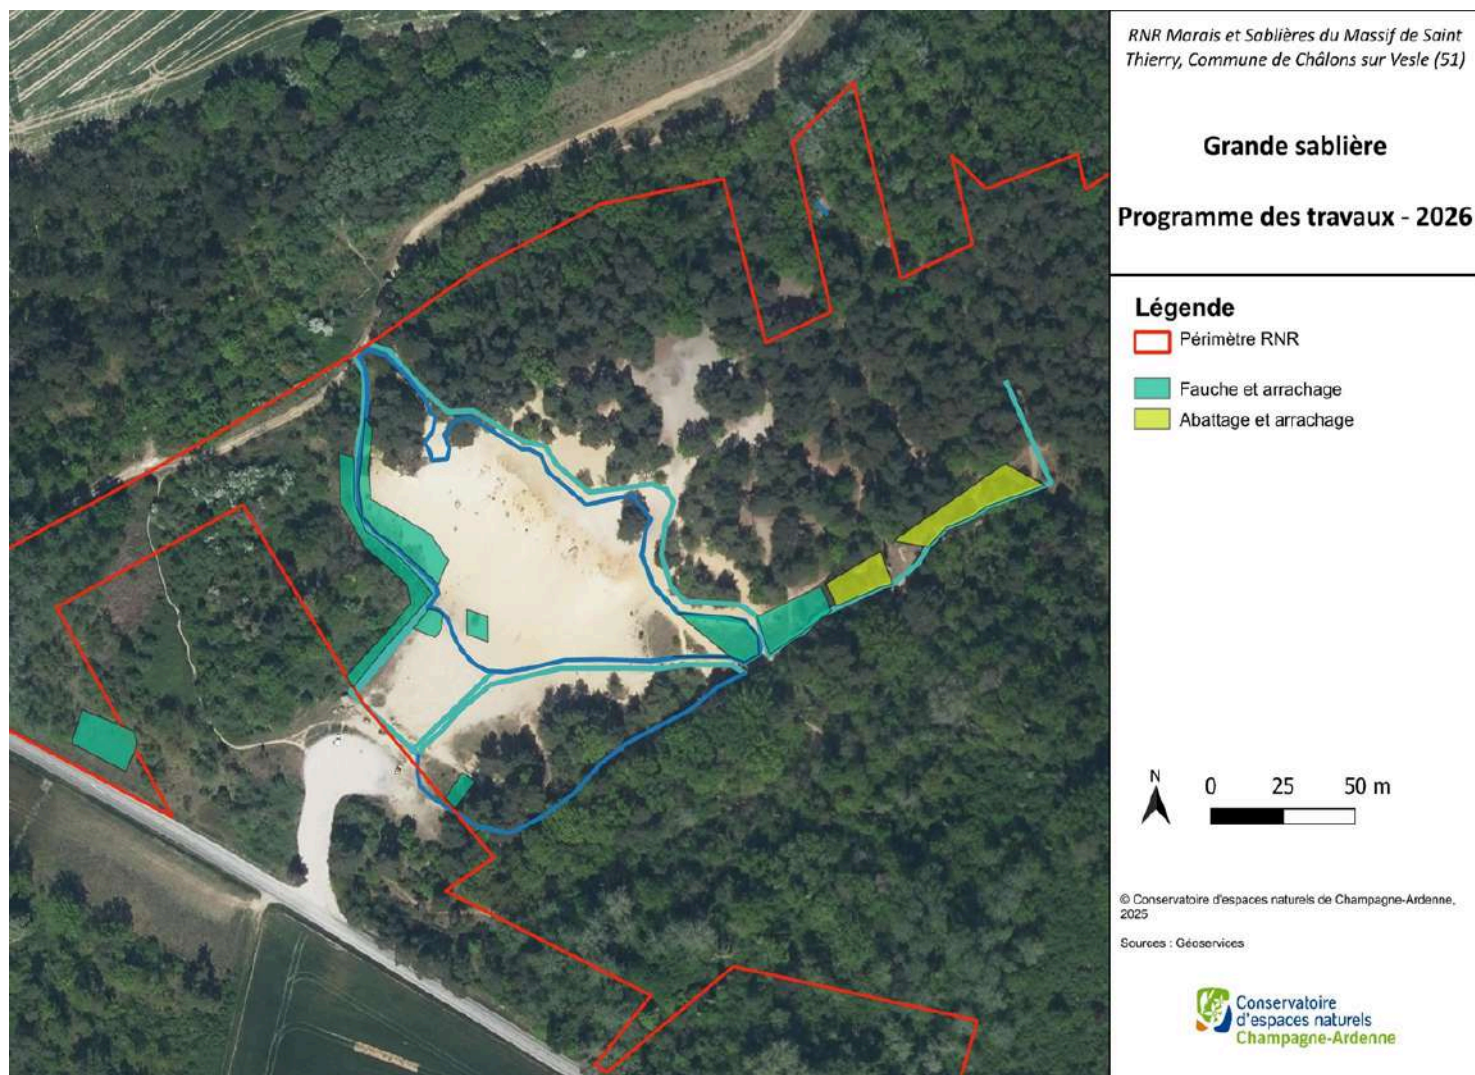 RNR Marais et Sablières du Massif de Saint
Thierry, Commune de Châlons sur Vesle (51)
Grande sablière
Programme des travaux - 2026
Légende
Périmètre RNR
Fauche et arrachage
Abattage et arrachage
N
0 25 50 m
© Conservatoire d'espaces naturels de Champagne-Ardenne,
2025
Sources : Géoservices
Conservatoire
d'espaces naturels
Champagne-Ardenne